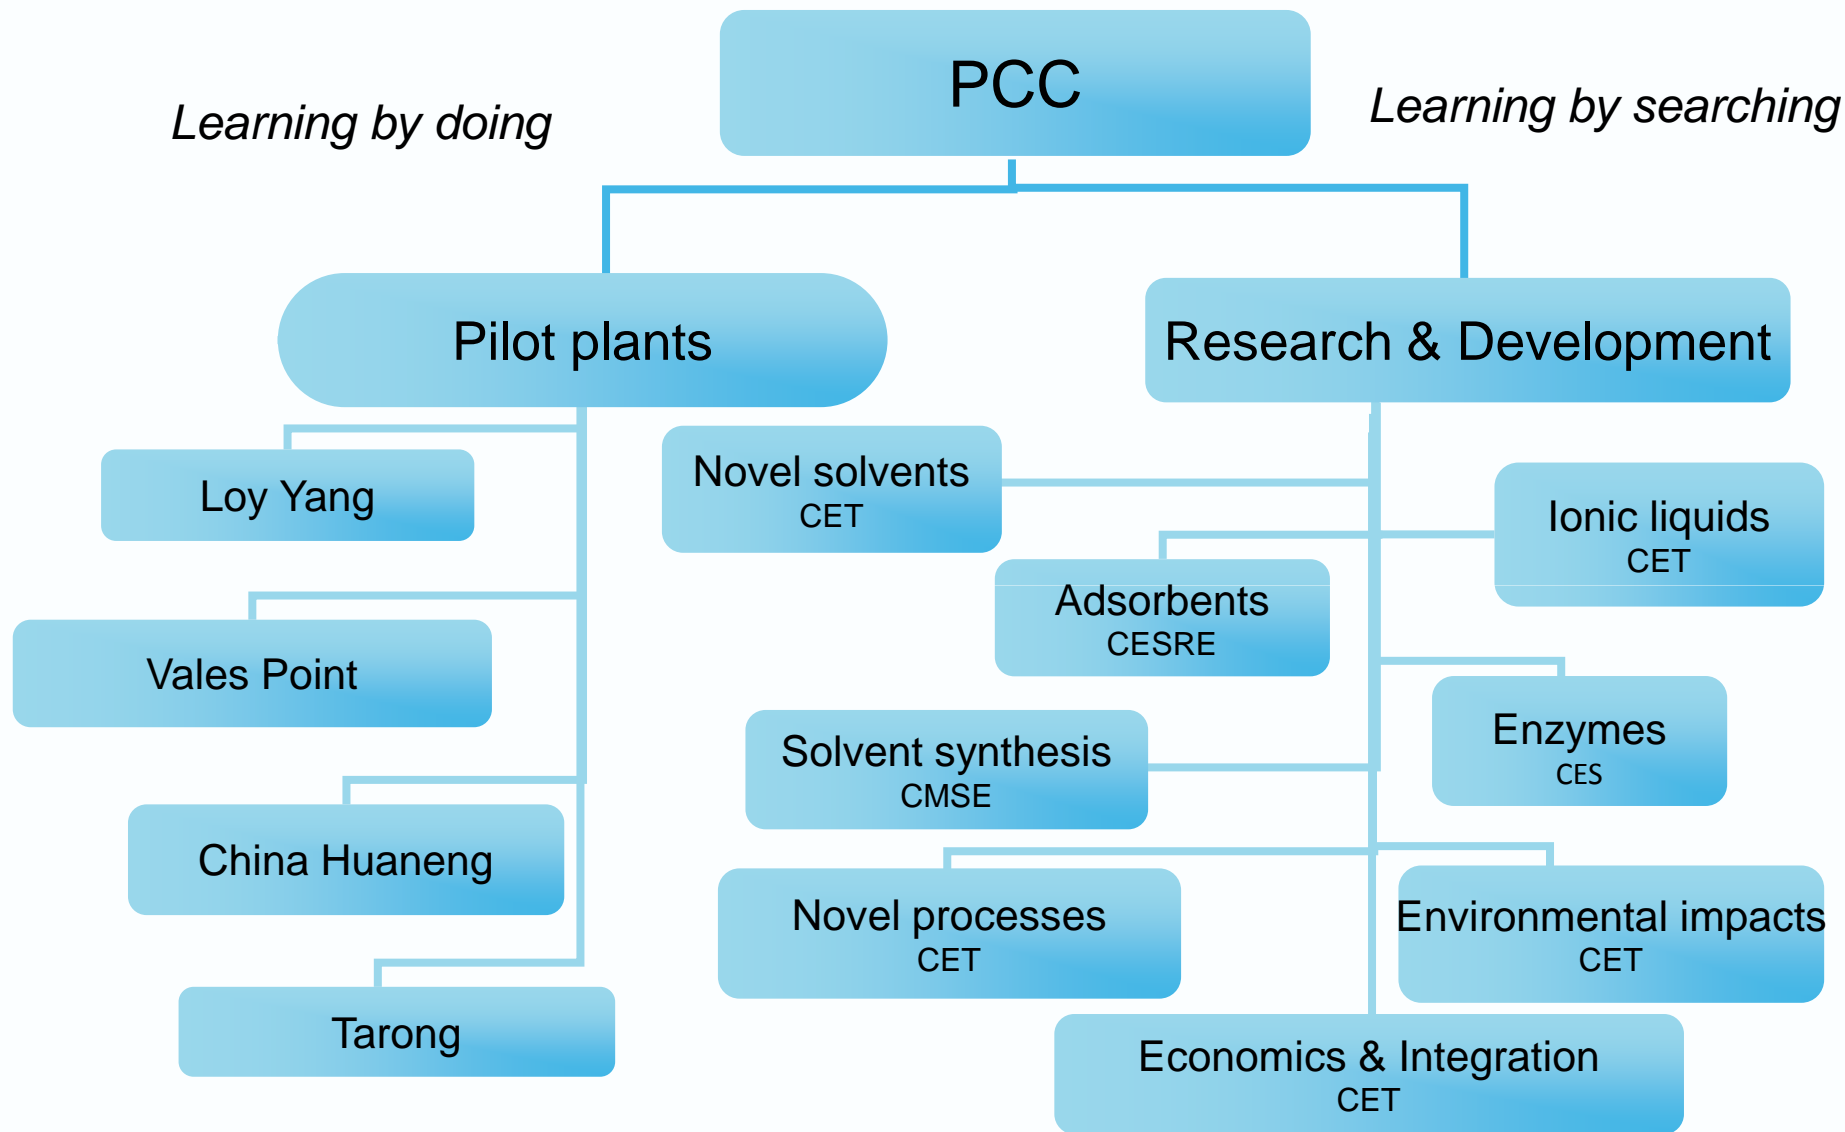 PCC
Learning by doing
Learning by searching
Pilot plants
Research & Development
Loy Yang
Vales Point
China Huaneng
Tarong
Novel solvents
CET
Ionic liquids
CET
Adsorbents
CESRE
Enzymes
CES
Solvent synthesis
CMSE
Novel processes
CET
Environmental impacts
CET
Economics & Integration
CET